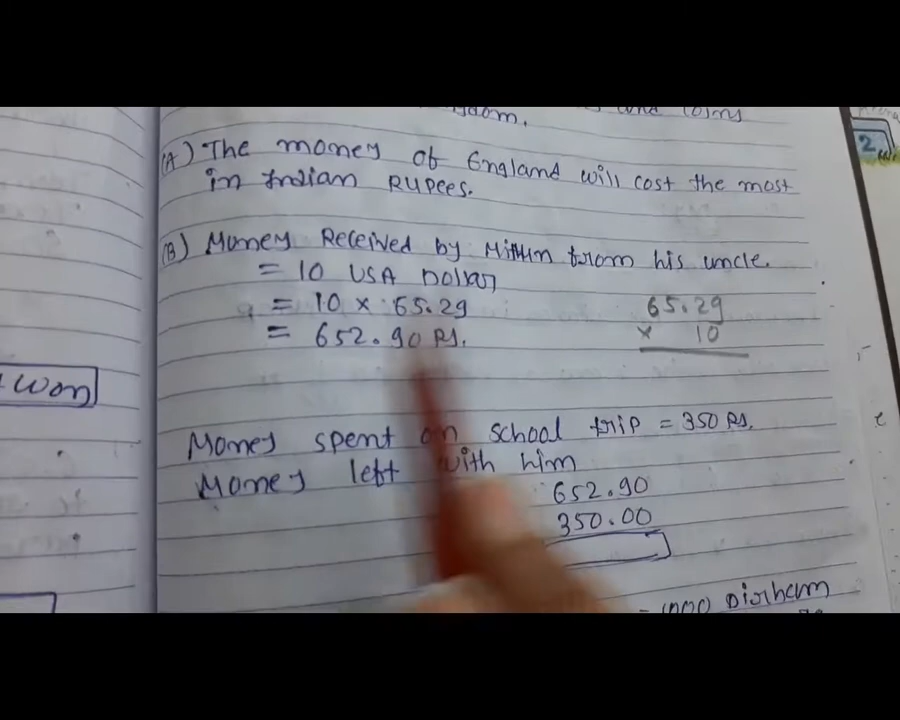 (A) The money of England will cost the most
in Indian Rupees.
(B) Money Received by Mithun from his uncle.
= 10 USA Dollar
= 10 x 65.29
= 652.90 Rs.
65.29
x 10
won
Money spent on school trip = 350 Rs.
Money left with him
652.90
350.00
Dirham
2